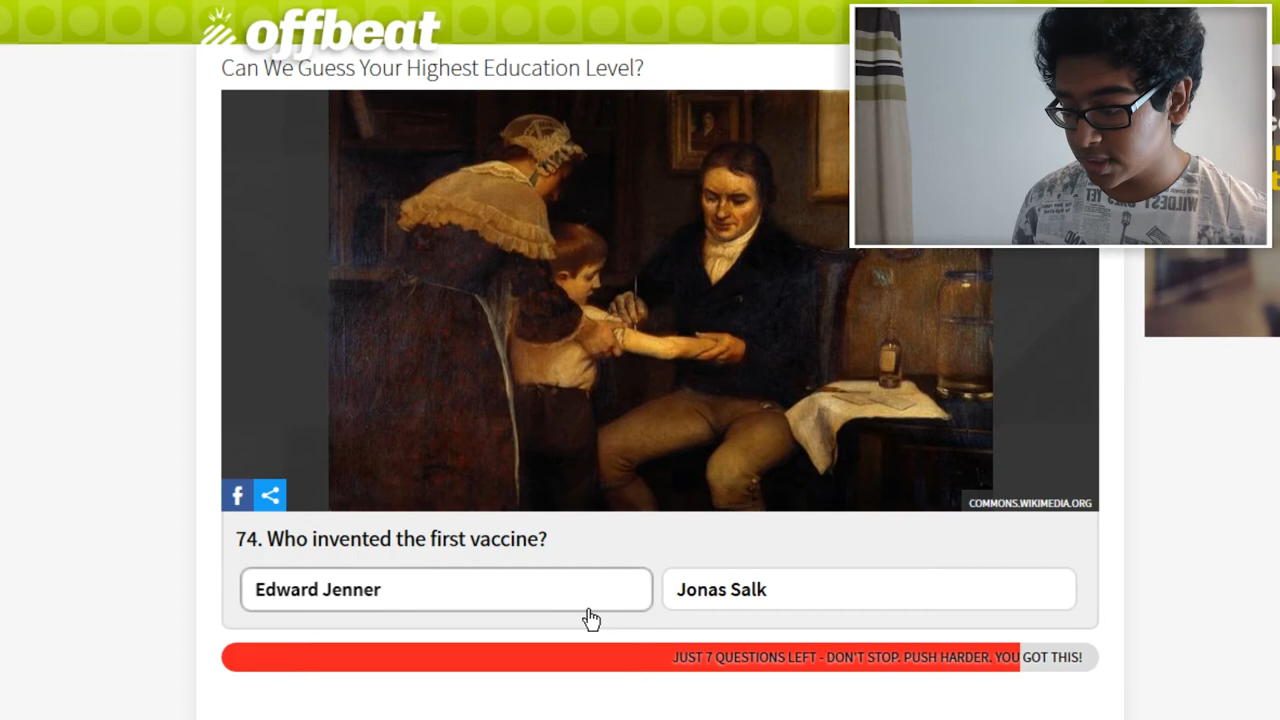 offbeat
Can We Guess Your Highest Education Level?
COMMONS.WIKIMEDIA.ORG
74. Who invented the first vaccine?
Edward Jenner
Jonas Salk
JUST 7 QUESTIONS LEFT - DON'T STOP. PUSH HARDER. YOU GOT THIS!